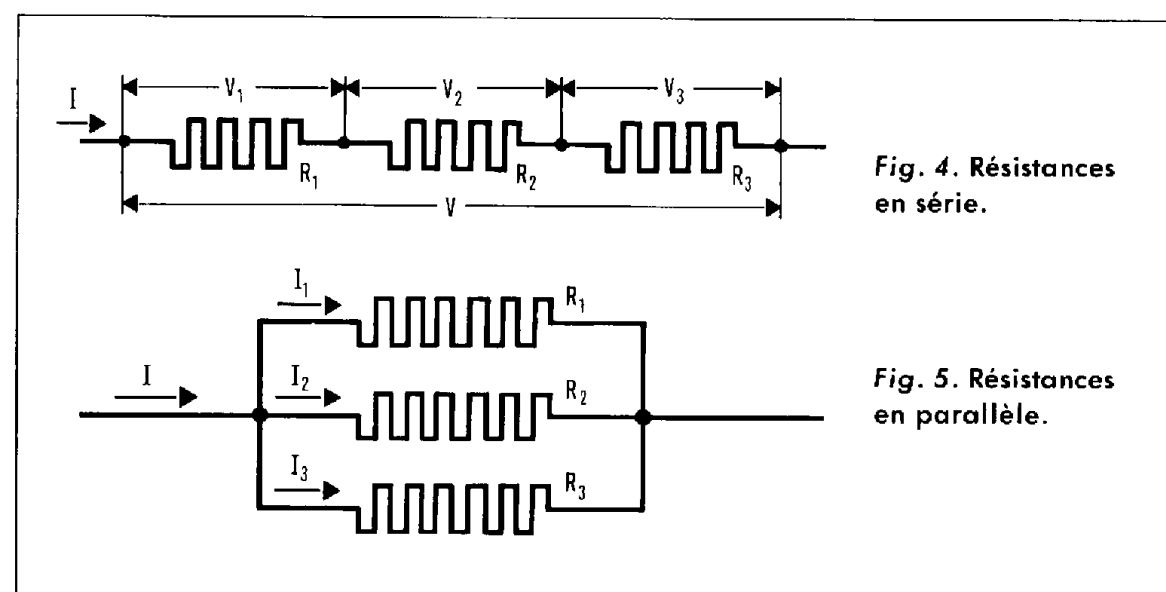 V₁ V₂ V₃
I
R₁ R₂ R₃
V
Fig. 4. Résistances
en série.
I₁ R₁
I I₂ R₂
I₃ R₃
Fig. 5. Résistances
en parallèle.